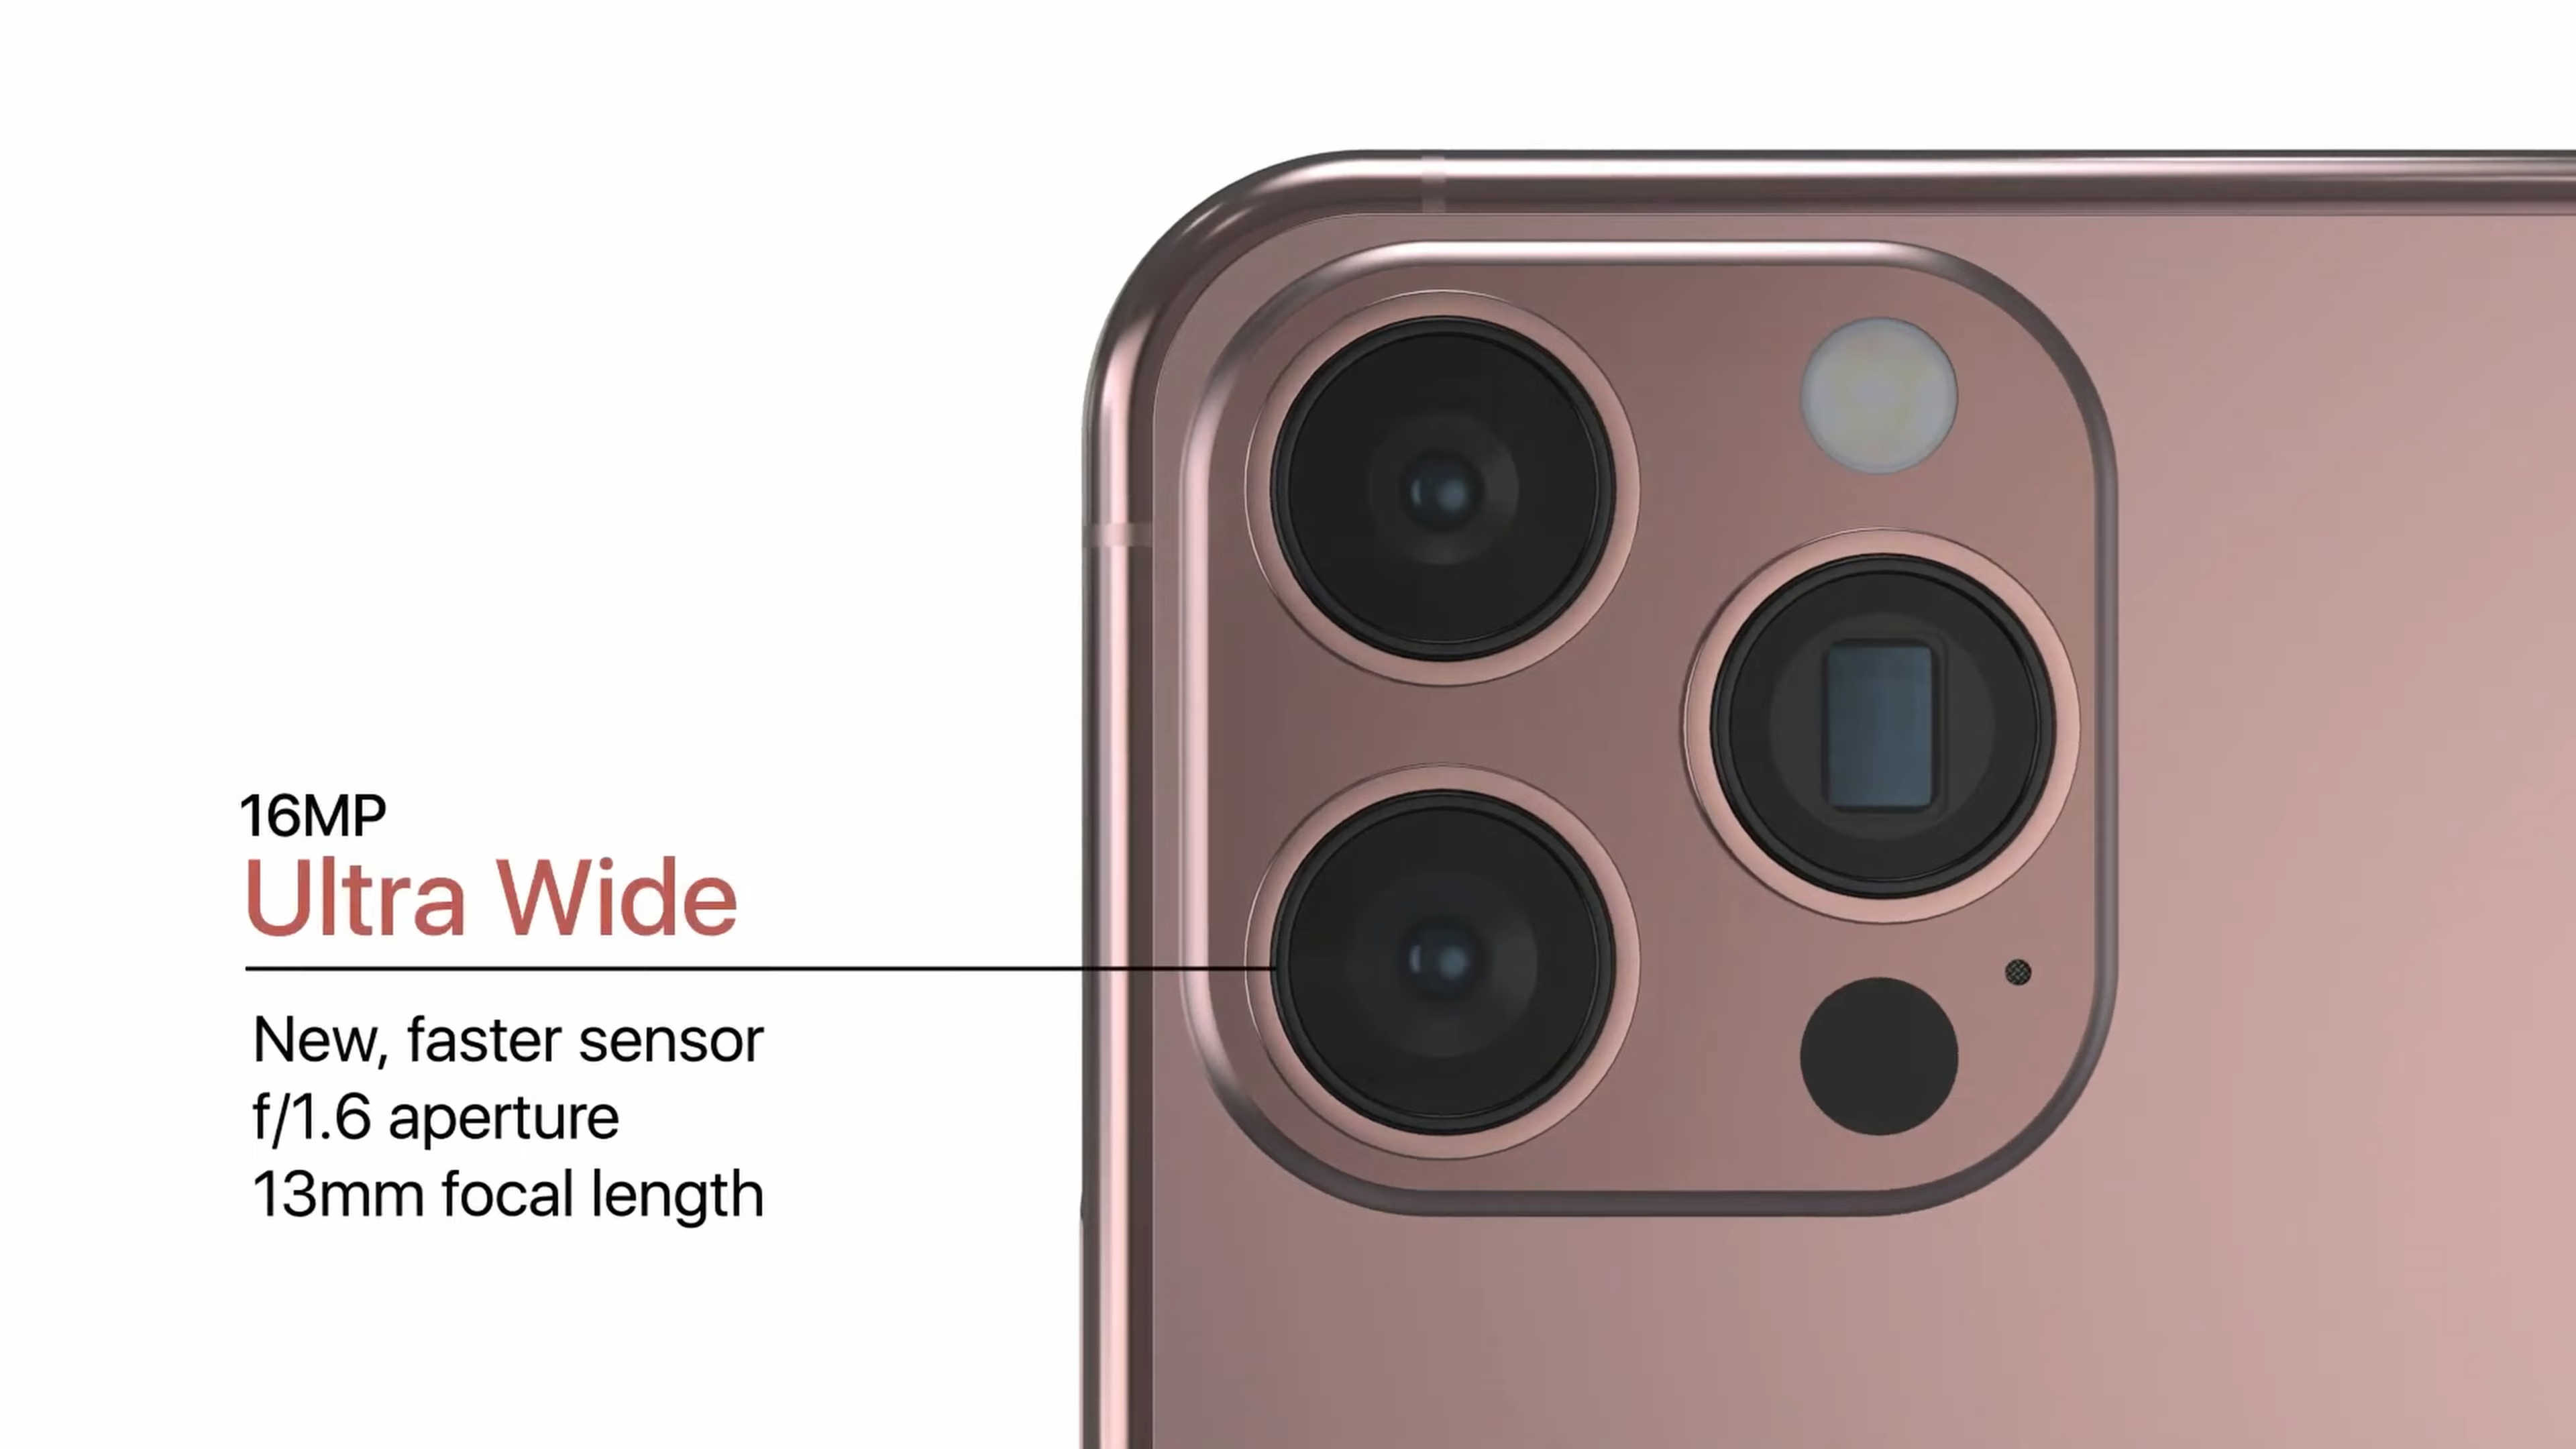 16MP
Ultra Wide
New, faster sensor
f/1.6 aperture
13mm focal length